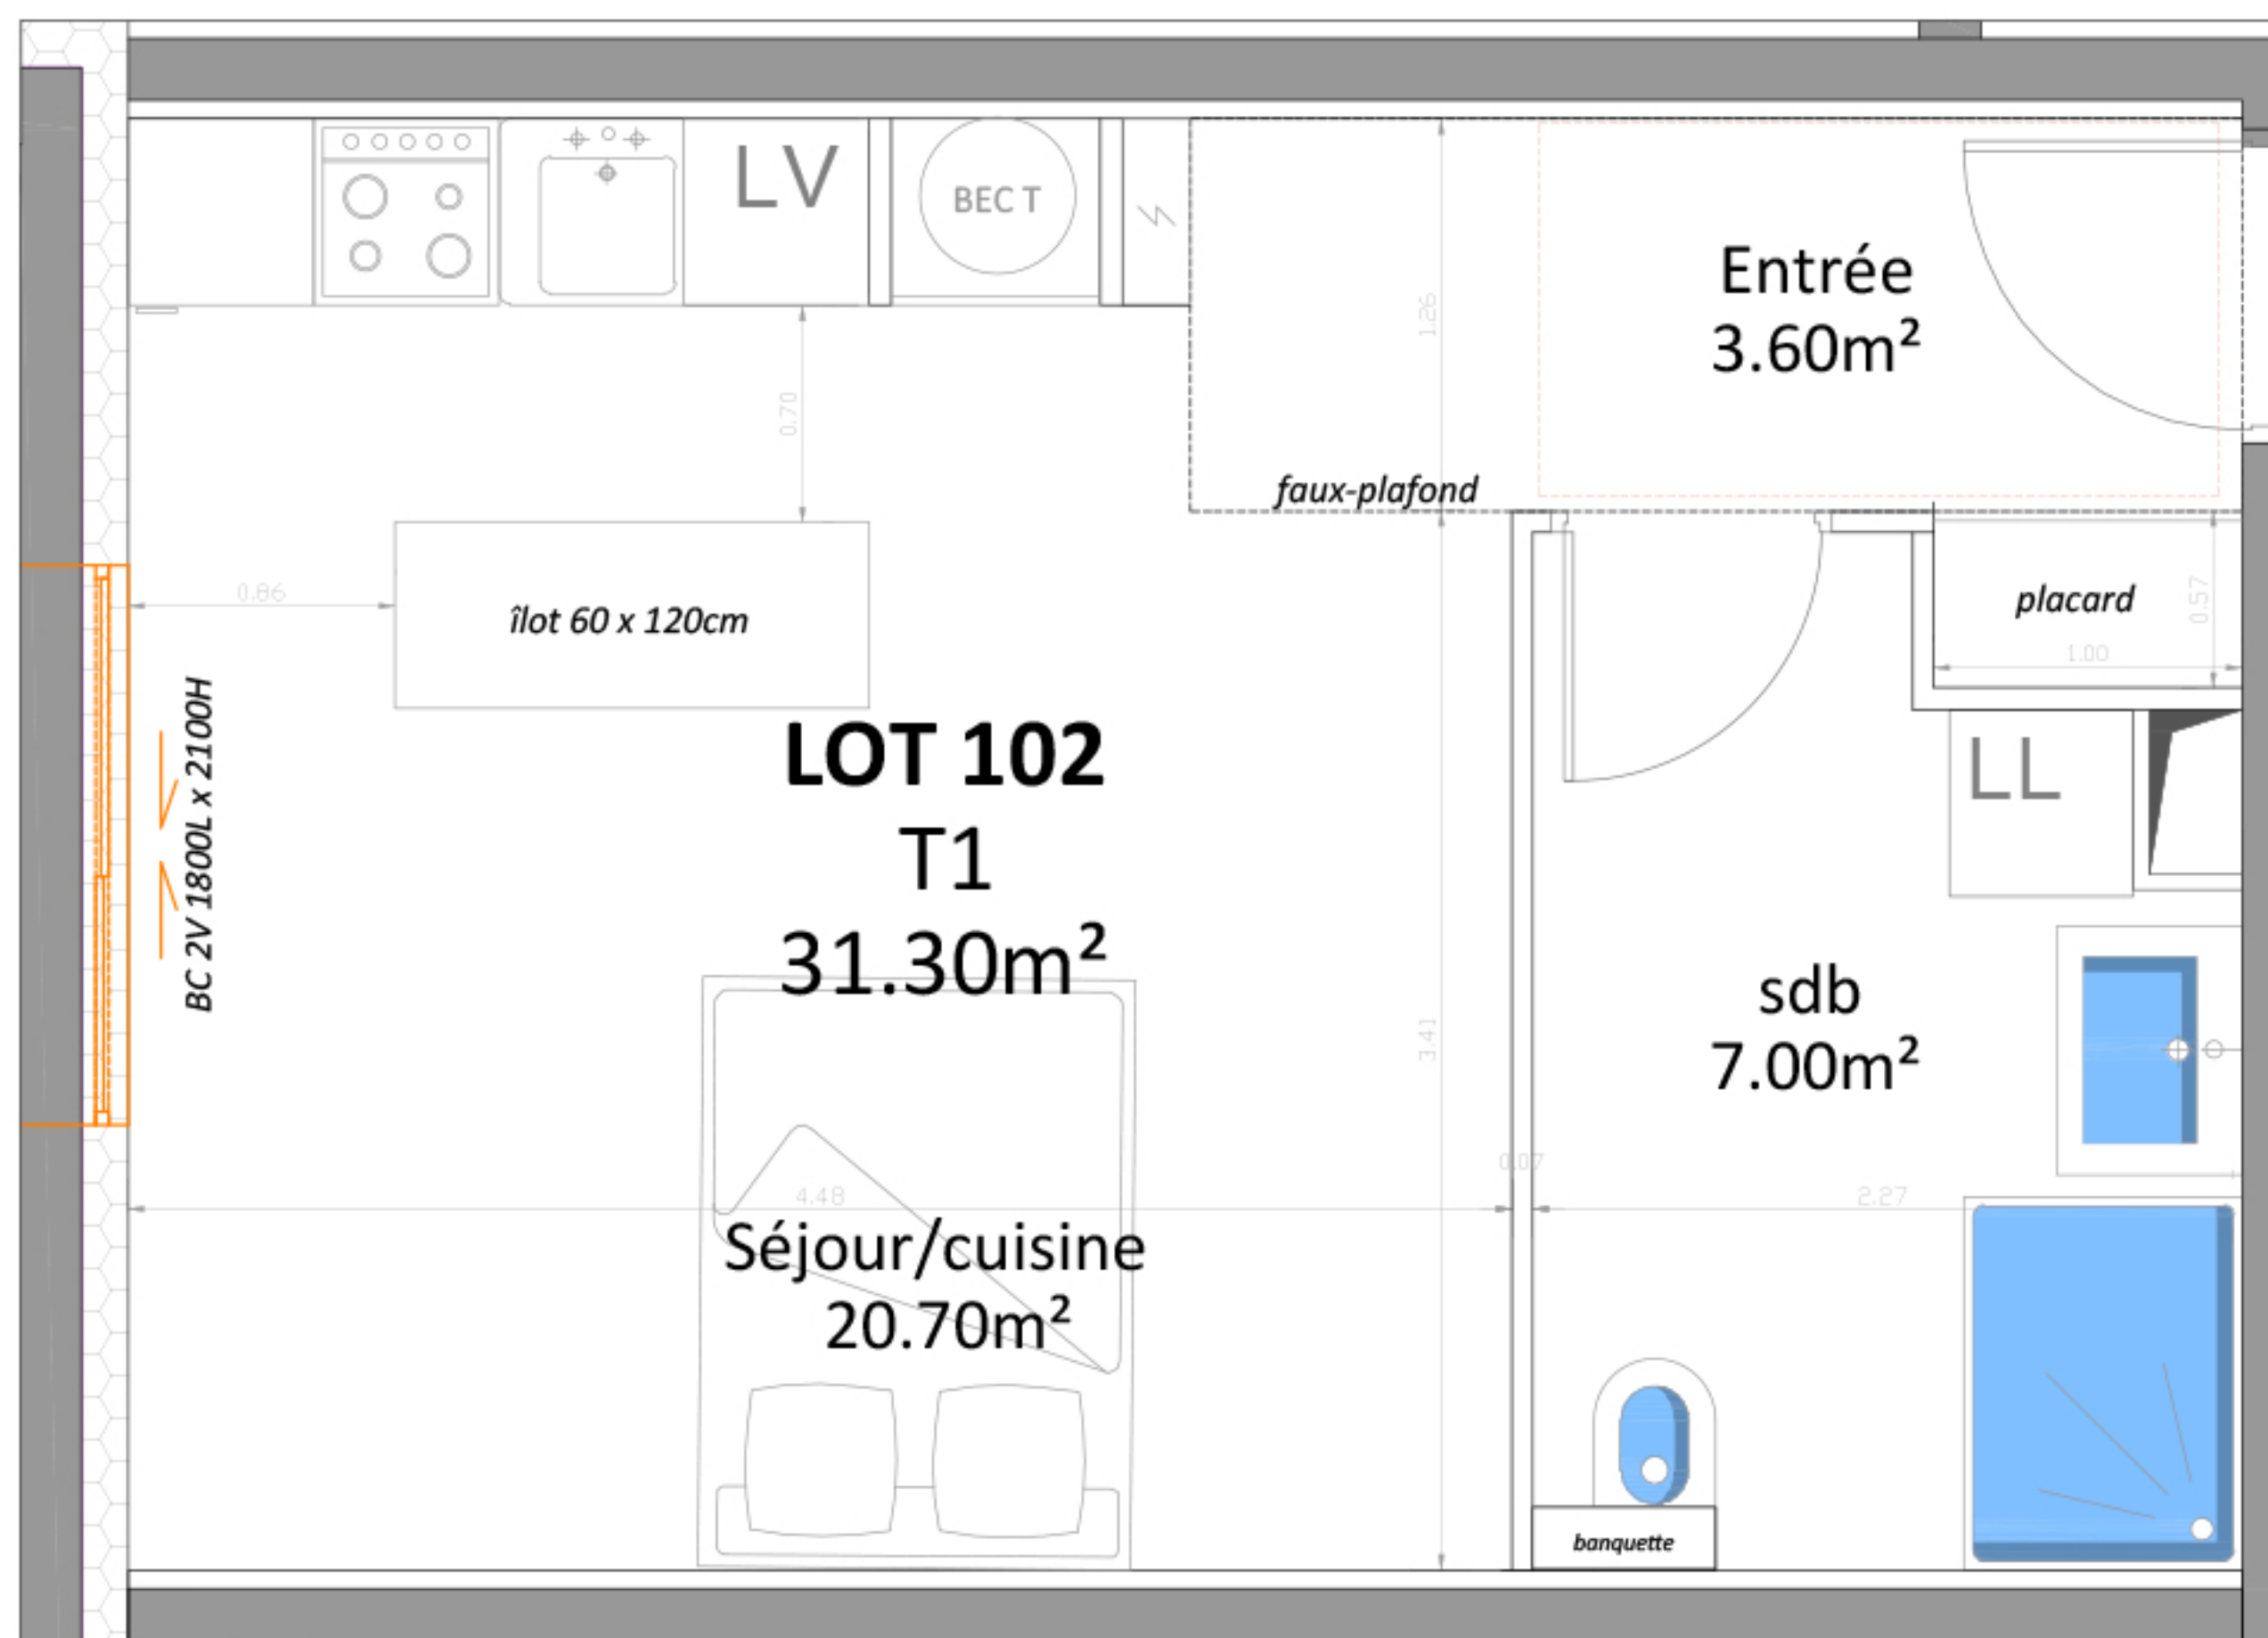 LV
BEC T
Entrée
3.60m²
1.26
0.70
faux-plafond
0.86
îlot 60 x 120cm
placard
0.57
1.00
BC 2V 1800L x 2100H
LOT 102
T1
31.30m²
LL
sdb
7.00m²
3.41
0.07
4.48
2.27
Séjour/cuisine
20.70m²
banquette